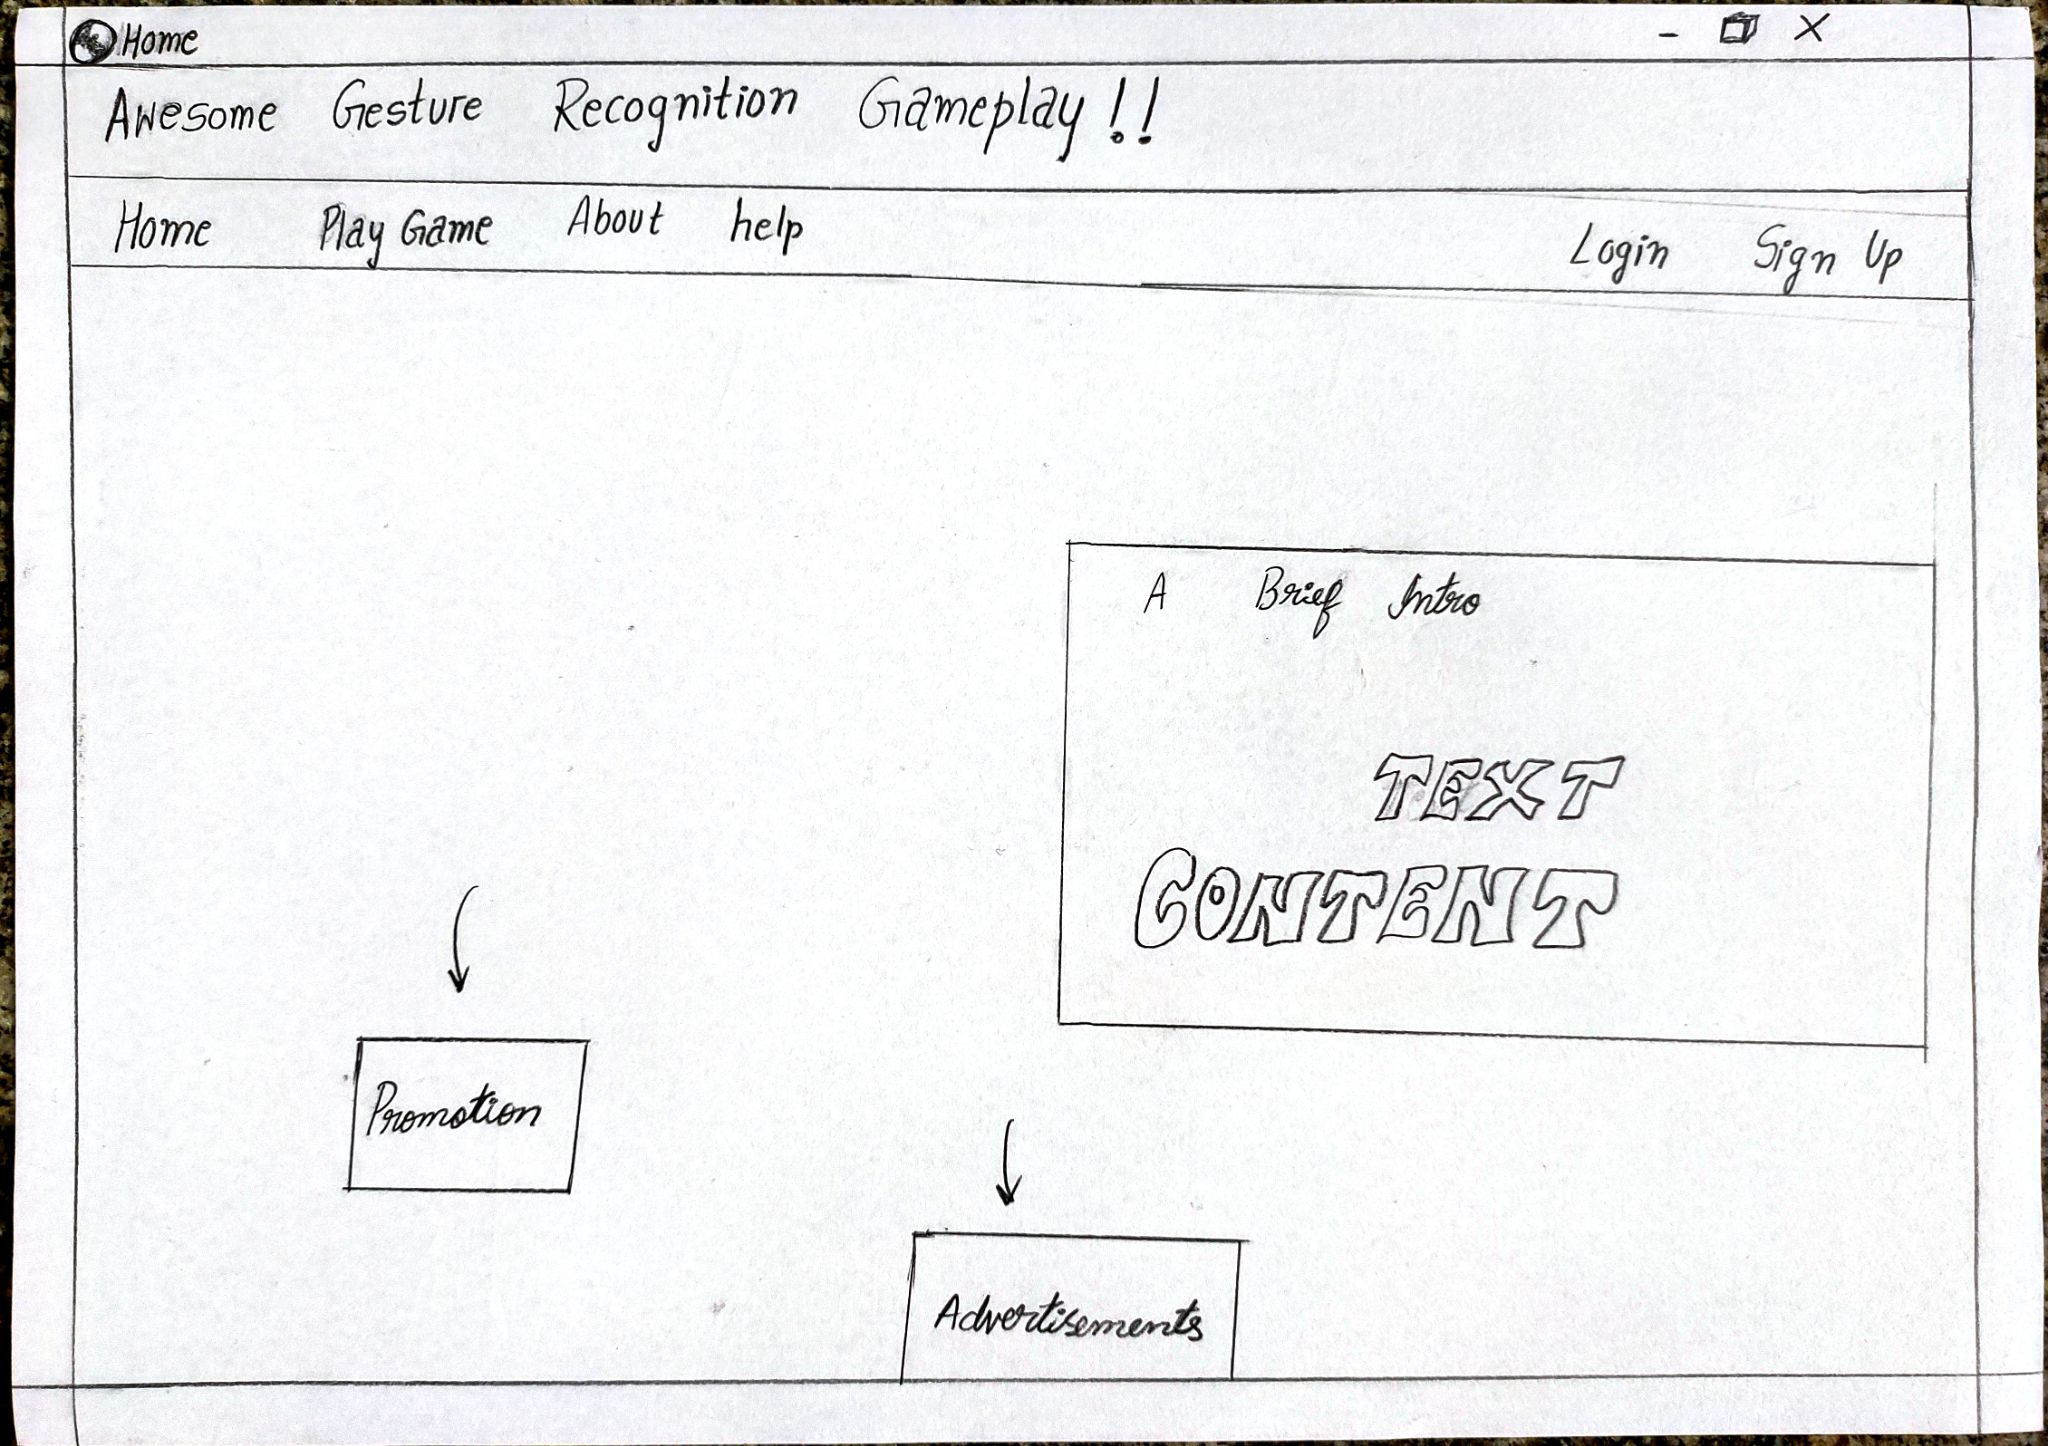 Home
Awesome Gesture Recognition Gameplay !!
Home Play Game About help Login Sign Up
A Brief Intro
TEXT
CONTENT
Promotion
Advertisements